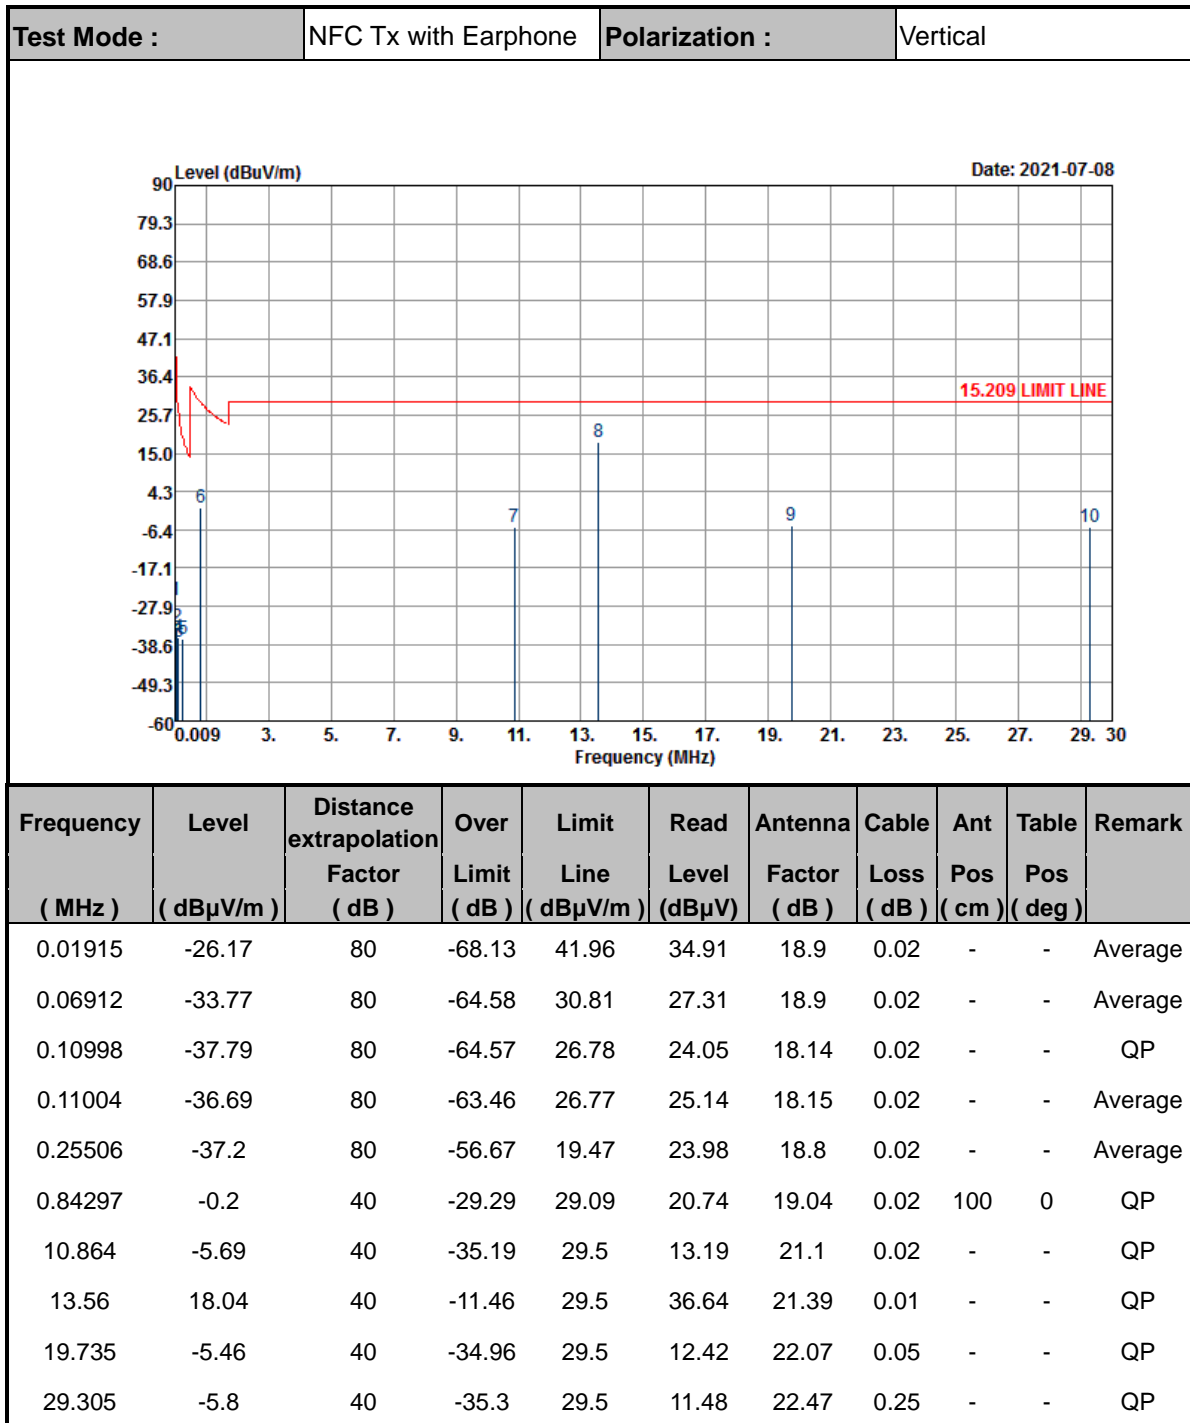 Test Mode : NFC Tx with Earphone Polarization : Vertical
Level (dBuV/m) Date: 2021-07-08
90
79.3
68.6
57.9
47.1
36.4
25.7
15.0
4.3
-6.4
-17.1
-27.9
-38.6
-49.3
-60
15.209 LIMIT LINE
1
2
5
6
7
8
9
10
0.009 3. 5. 7. 9. 11. 13. 15. 17. 19. 21. 23. 25. 27. 29. 30
Frequency (MHz)
Frequency Level Distance extrapolation Over Limit Read Antenna Cable Ant Table Remark
Factor Limit Line Level Factor Loss Pos Pos
( MHz ) ( dBµV/m ) ( dB ) ( dB ) ( dBµV/m ) (dBµV) ( dB ) ( dB ) ( cm ) ( deg )
0.01915 -26.17 80 -68.13 41.96 34.91 18.9 0.02 - - Average
0.06912 -33.77 80 -64.58 30.81 27.31 18.9 0.02 - - Average
0.10998 -37.79 80 -64.57 26.78 24.05 18.14 0.02 - - QP
0.11004 -36.69 80 -63.46 26.77 25.14 18.15 0.02 - - Average
0.25506 -37.2 80 -56.67 19.47 23.98 18.8 0.02 - - Average
0.84297 -0.2 40 -29.29 29.09 20.74 19.04 0.02 100 0 QP
10.864 -5.69 40 -35.19 29.5 13.19 21.1 0.02 - - QP
13.56 18.04 40 -11.46 29.5 36.64 21.39 0.01 - - QP
19.735 -5.46 40 -34.96 29.5 12.42 22.07 0.05 - - QP
29.305 -5.8 40 -35.3 29.5 11.48 22.47 0.25 - - QP